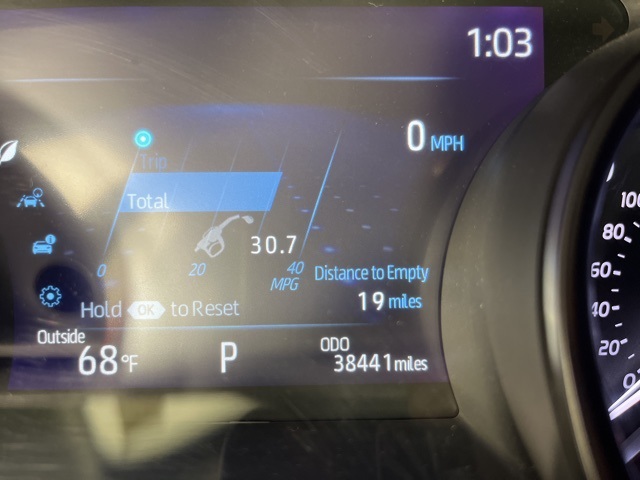 1:03
0 MPH
Trip
Total
30.7
0 20 40
MPG
Distance to Empty
19 miles
Hold OK to Reset
Outside
68°F
P
ODO
38441 miles
100
80
60
40
20
0